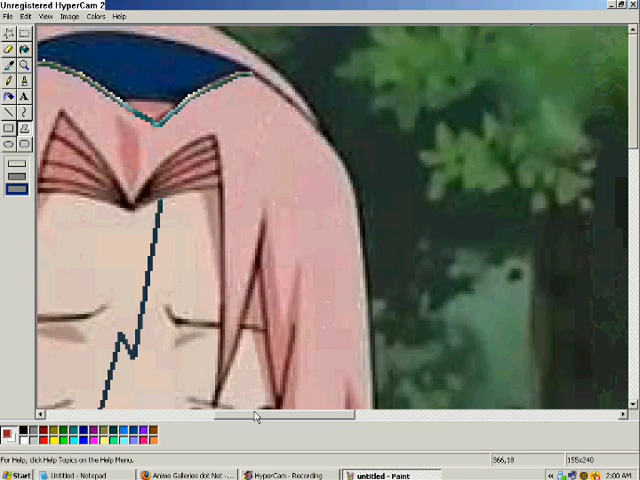 Unregistered HyperCam 2
File Edit View Image Colors Help
A
For Help, click Help Topics on the Help Menu.
366,18
155x248
Start
Untitled - Notepad
Anime Galleries dot Net -...
HyperCam - Recording
untitled - Paint
«
2:00 AM